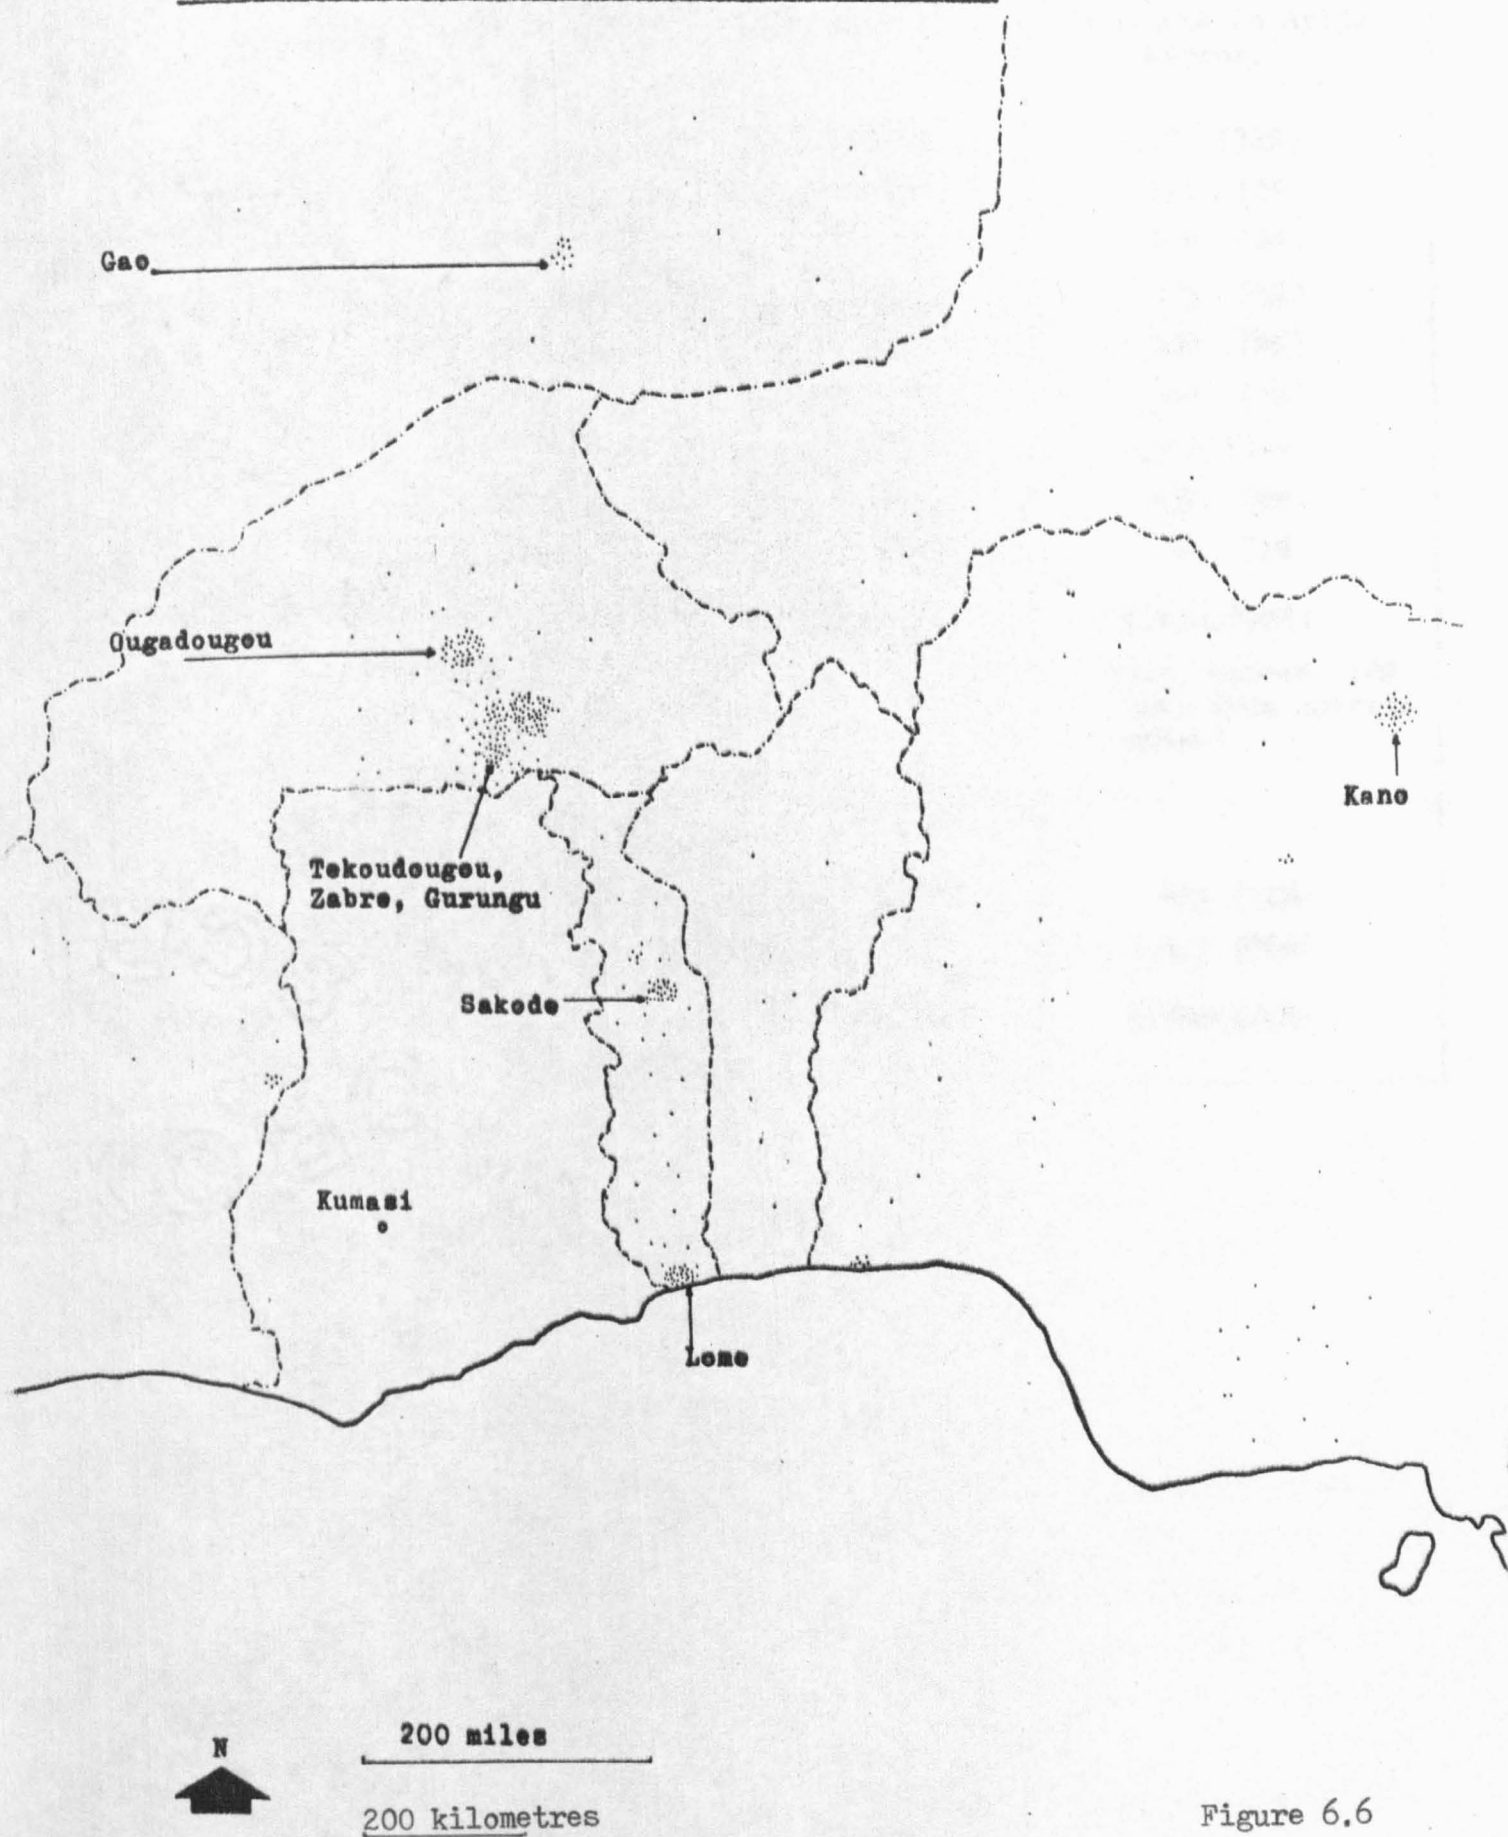 Gao
Ougadougou
Kano
Tekoudougou,
Zabre, Gurungu
Sakode
Kumasi
Lome
N
200 miles
200 kilometres
Figure 6.6